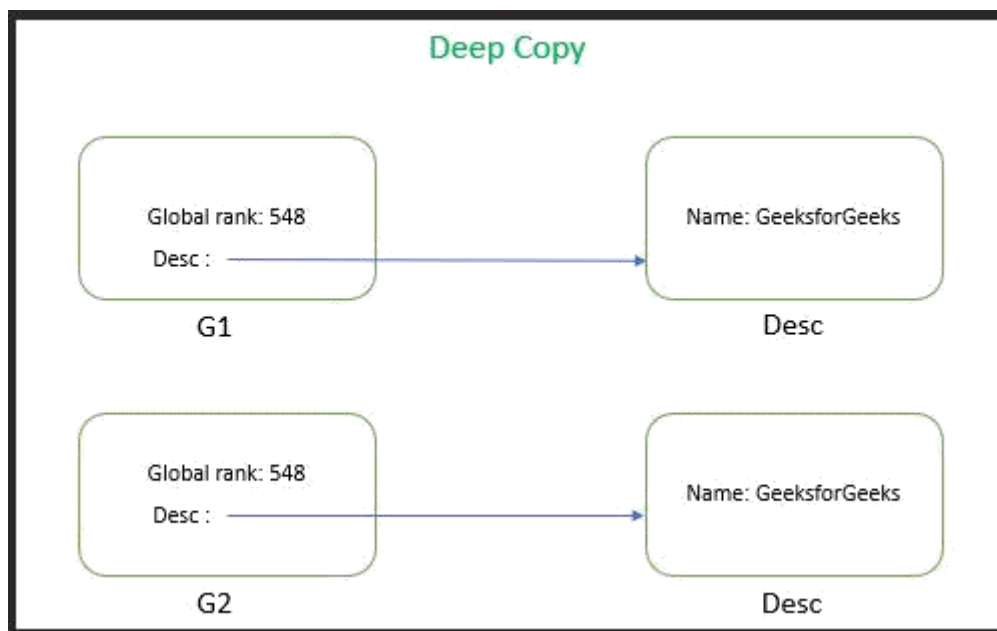 Deep Copy
Global rank: 548
Desc :
Name: GeeksforGeeks
G1
Desc
Global rank: 548
Desc :
Name: GeeksforGeeks
G2
Desc